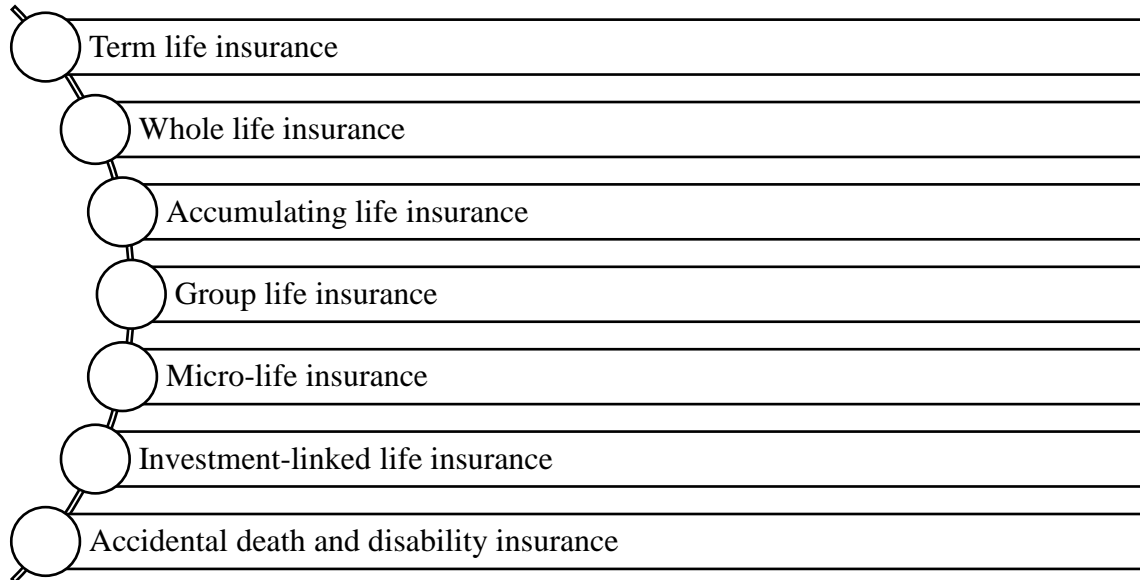 Term life insurance
Whole life insurance
Accumulating life insurance
Group life insurance
Micro-life insurance
Investment-linked life insurance
Accidental death and disability insurance